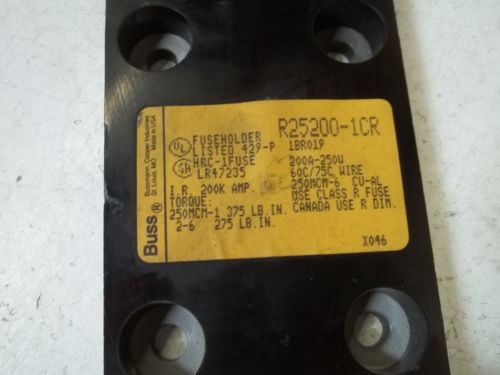 Buss®
Bussmann Cooper Industries
St. Louis, MO Made in USA
UL
SA
FUSEHOLDER
LISTED 429-P
HRC-1FUSE
LR47235
I.R. 200K AMP.
TORQUE:
250MCM-1 375 LB.IN.
2-6 275 LB.IN.
R25200-1CR
1BR019
200A-250V
60C/75C WIRE
250MCM-6 CU-AL
USE CLASS R FUSE
CANADA USE R DIM.
X046